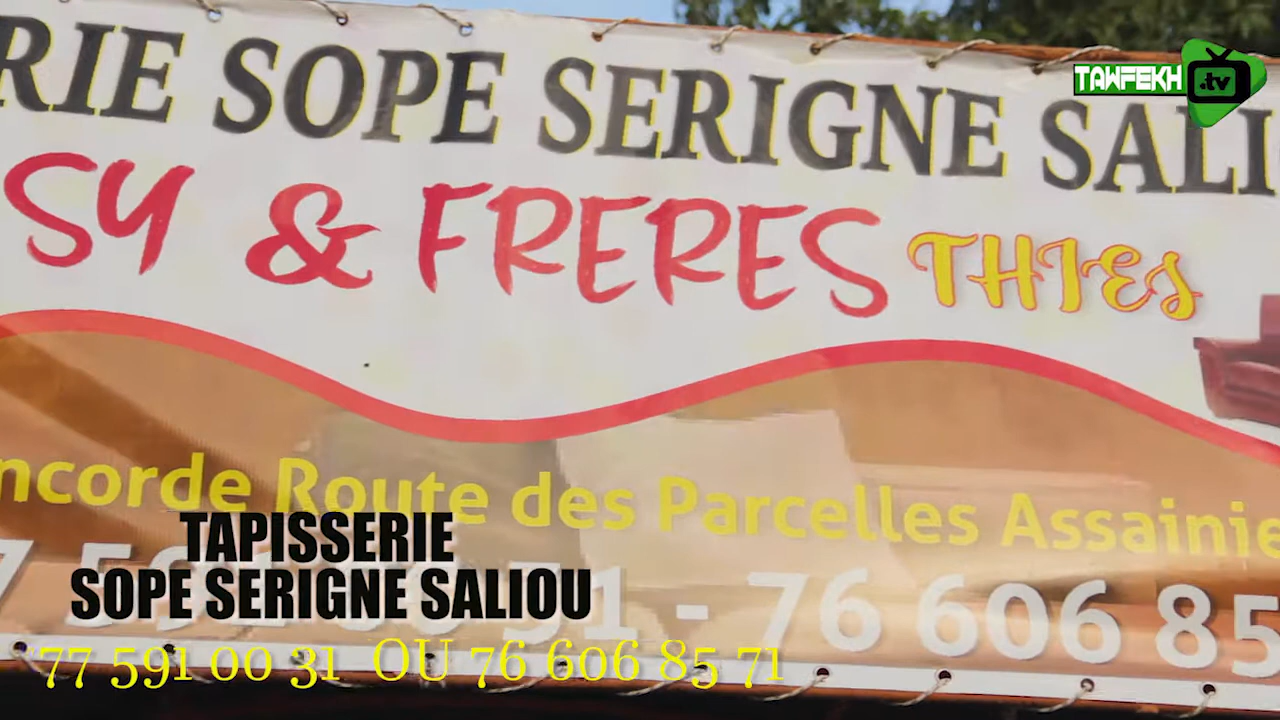 TAWFEKH .tv
RIE SOPE SERIGNE SALI
SY & FRERES THIES
ncorde Route des Parcelles Assainie
TAPISSERIE
SOPE SERIGNE SALIOU
76 606 85
77 591 00 31 OU 76 606 85 71